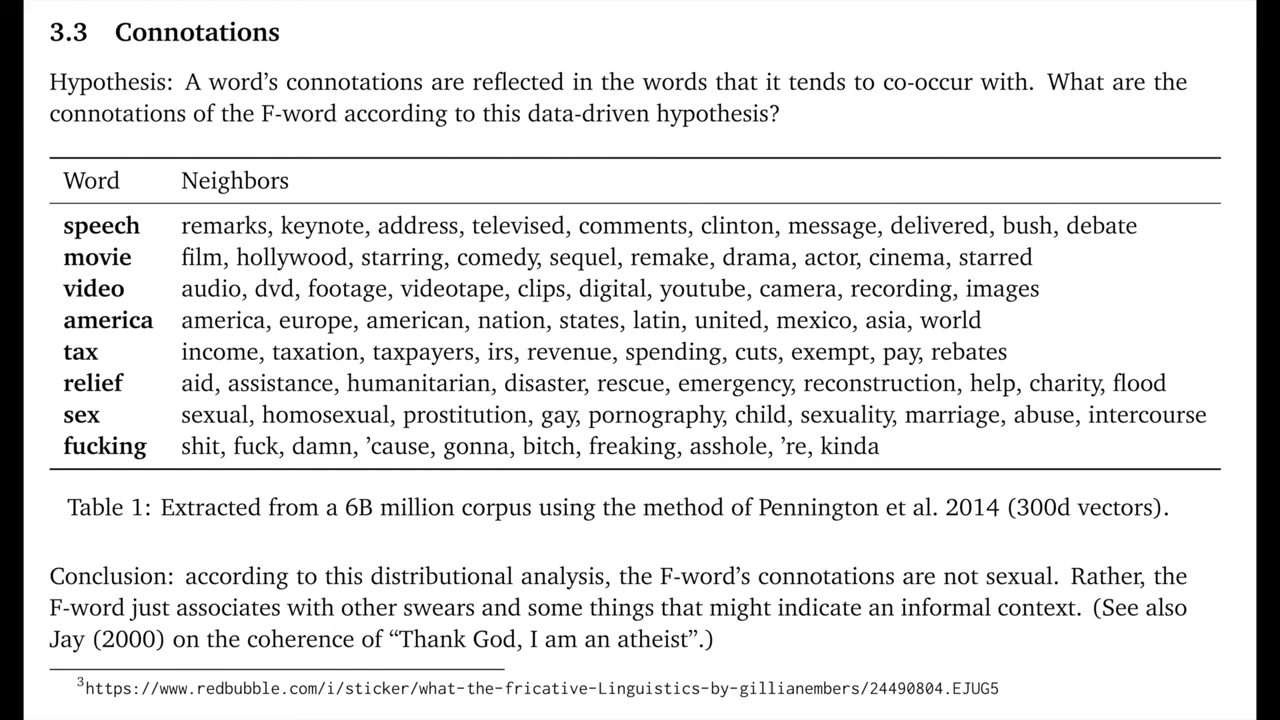 3.3 Connotations
Hypothesis: A word’s connotations are reflected in the words that it tends to co-occur with. What are the
connotations of the F-word according to this data-driven hypothesis?
Word Neighbors
speech remarks, keynote, address, televised, comments, clinton, message, delivered, bush, debate
movie film, hollywood, starring, comedy, sequel, remake, drama, actor, cinema, starred
video audio, dvd, footage, videotape, clips, digital, youtube, camera, recording, images
america america, europe, american, nation, states, latin, united, mexico, asia, world
tax income, taxation, taxpayers, irs, revenue, spending, cuts, exempt, pay, rebates
relief aid, assistance, humanitarian, disaster, rescue, emergency, reconstruction, help, charity, flood
sex sexual, homosexual, prostitution, gay, pornography, child, sexuality, marriage, abuse, intercourse
fucking shit, fuck, damn, ’cause, gonna, bitch, freaking, asshole, ’re, kinda
Table 1: Extracted from a 6B million corpus using the method of Pennington et al. 2014 (300d vectors).
Conclusion: according to this distributional analysis, the F-word’s connotations are not sexual. Rather, the
F-word just associates with other swears and some things that might indicate an informal context. (See also
Jay (2000) on the coherence of “Thank God, I am an atheist”.)
3https://www.redbubble.com/i/sticker/what-the-fricative-Linguistics-by-gillianembers/24490804.EJUG5